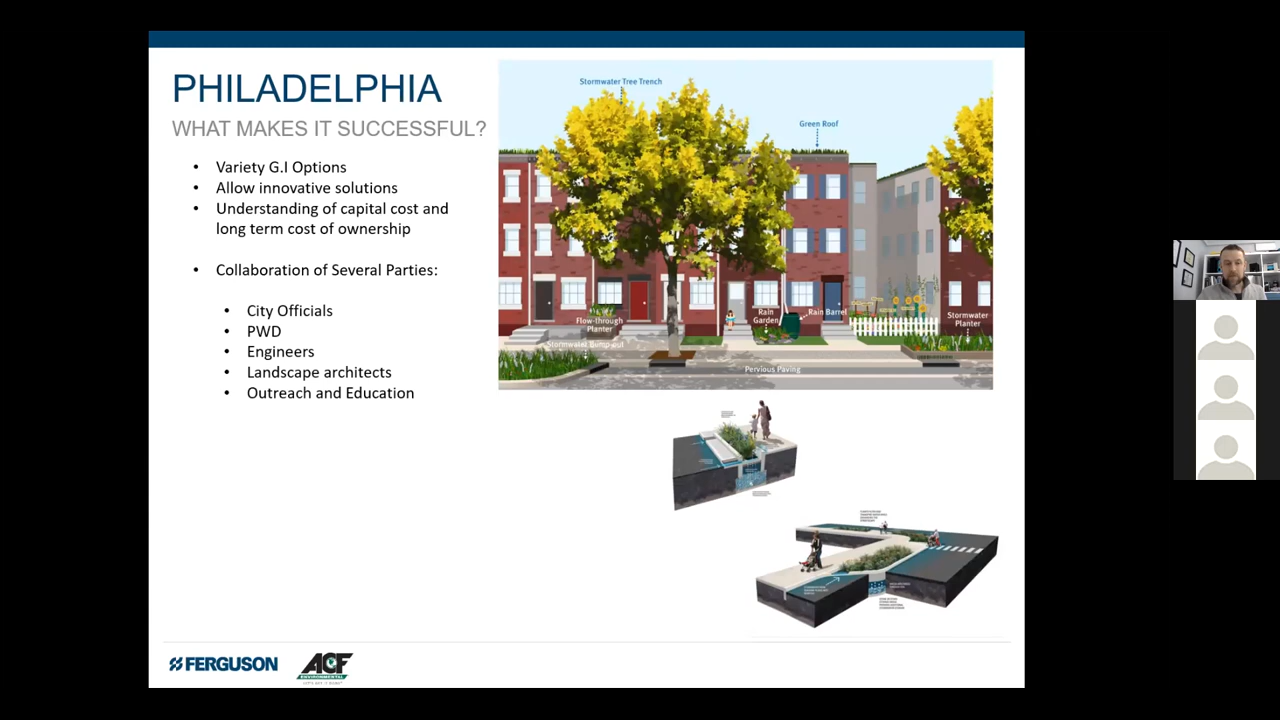 PHILADELPHIA
WHAT MAKES IT SUCCESSFUL?
• Variety G.I Options
• Allow innovative solutions
• Understanding of capital cost and
long term cost of ownership
• Collaboration of Several Parties:
• City Officials
• PWD
• Engineers
• Landscape architects
• Outreach and Education
Stormwater Tree Trench
Green Roof
Flow-through
Planter
Rain
Garden
Rain Barrel
Stormwater
Planter
Stormwater Bump-out
Pervious Paving
FERGUSON
ACF
ENVIRONMENTAL